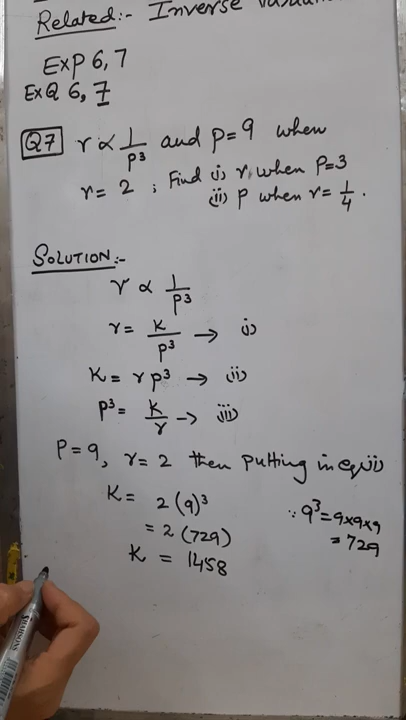 Related:- Inverse
Exp 6, 7
ExQ 6, 7
Q7 r ∝ 1/p³ and p=9 when
r= 2 ; Find (i) r, when P=3
(ii) p when r= 1/4 .
SOLUTION:-
r ∝ 1/p³
r= K/p³ → (i)
K= r p³ → (ii)
p³= K/r → (iii)
P=9, r=2 then putting in eq (ii)
K= 2(9)³
∵ 9³=9×9×9
= 2(729)
= 729
K = 1458